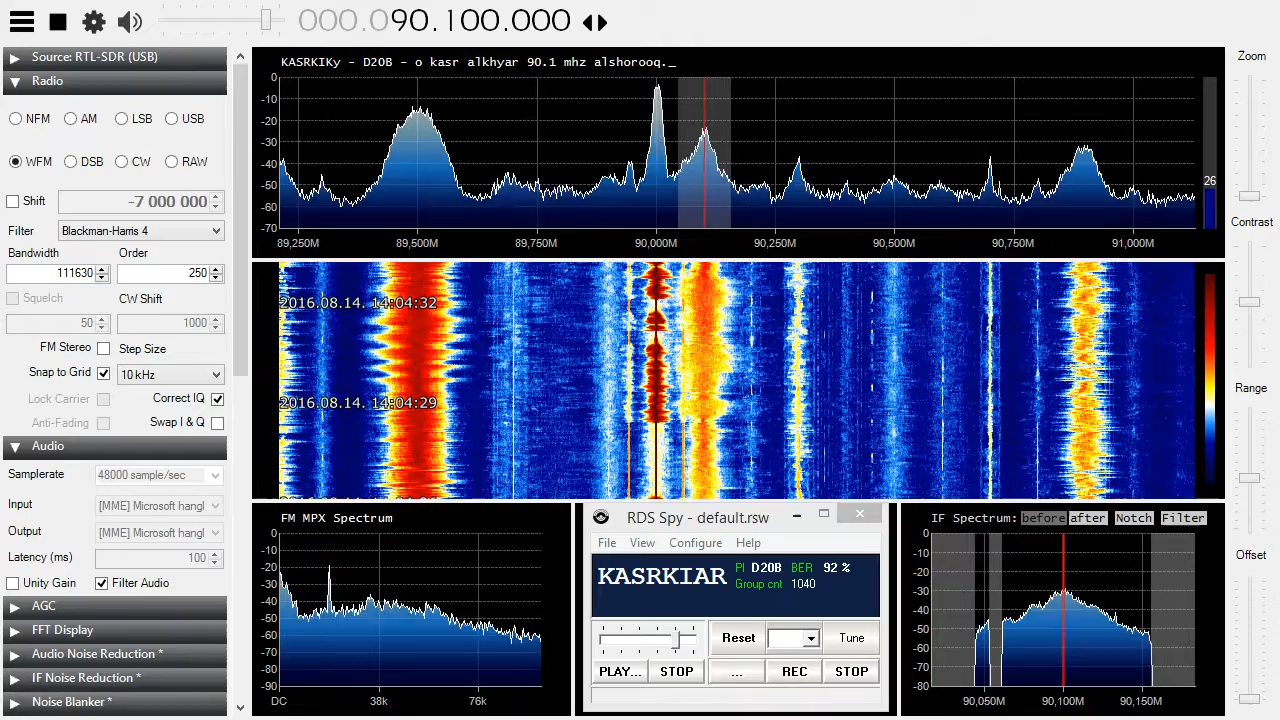 000.090.100.000
Source: RTL-SDR (USB)
Radio
NFM AM LSB USB
WFM DSB CW RAW
Shift -7 000 000
Filter Blackman-Harris 4
Bandwidth Order
111630 250
Squelch CW Shift
50 1000
FM Stereo Step Size
Snap to Grid 10 kHz
Lock Carrier Correct IQ
Anti-Fading Swap I & Q
Audio
Samplerate 48000 sample/sec
Input [MME] Microsoft hangl
Output [MME] Microsoft hangl
Latency (ms) 100
Unity Gain Filter Audio
AGC
FFT Display
Audio Noise Reduction *
IF Noise Reduction *
Noise Blanker *
KASRKIKy - D20B - o kasr alkhyar 90.1 mhz alshorooq._
0
-10
-20
-30
-40
-50
-60
-70
89,250M 89,500M 89,750M 90,000M 90,250M 90,500M 90,750M 91,000M
26
2016.08.14. 14:04:32
2016.08.14. 14:04:29
FM MPX Spectrum
0
-10
-20
-30
-40
-50
-60
-70
-80
-90
DC 38k 76k
RDS Spy - default.rsw
File View Configure Help
KASRKIAR PI D20B BER 92 %
Group cnt 1040
Reset Tune
PLAY... STOP ... REC STOP
IF Spectrum: before after Notch Filter
0
-10
-20
-30
-40
-50
-60
-70
-80
90,050M 90,100M 90,150M
Zoom
Contrast
Range
Offset